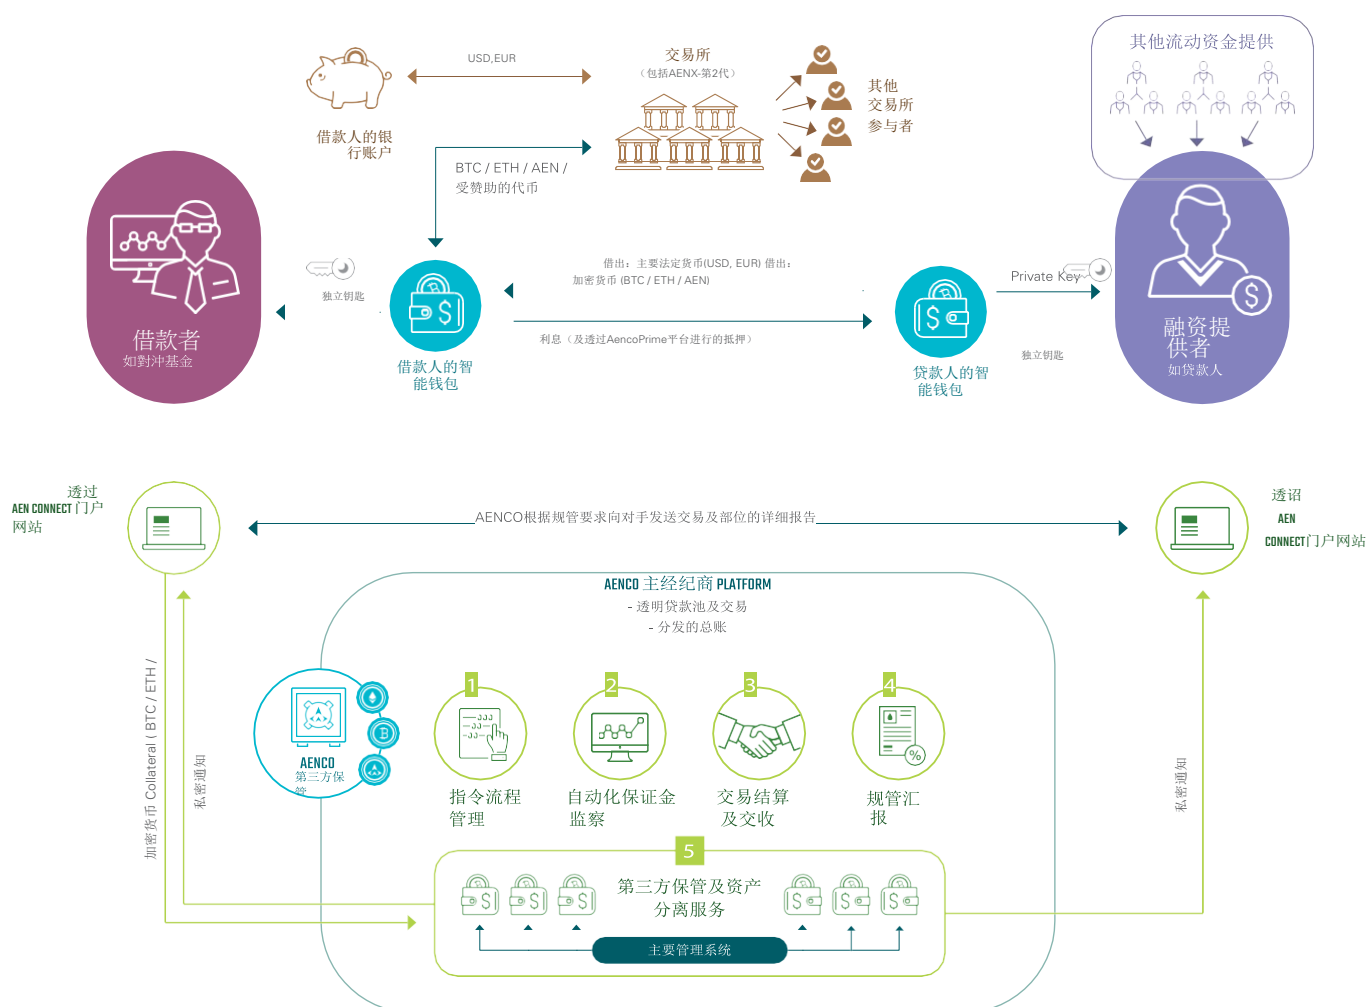 其他流动资金提供
USD,EUR
交易所
（包括AENX-第2代）
其他
交易所
参与者
借款人的银
行账户
BTC / ETH / AEN /
受赞助的代币
借款者
如對沖基金
独立钥匙
借款人的智
能钱包
借出：主要法定货币(USD, EUR) 借出：
加密货币 (BTC / ETH / AEN)
利息（及透过AencoPrime平台进行的抵押）
贷款人的智
能钱包
Private Key
独立钥匙
融资提
供者
如贷款人
透过
AEN CONNECT 门户
网站
AENCO根据规管要求向对手发送交易及部位的详细报告
透诏
AEN
CONNECT门户网站
AENCO 主经纪商 PLATFORM
- 透明贷款池及交易
- 分发的总账
加密货币 Collateral ( BTC / ETH /
私密通知
AENCO
第三方保
管
1
指令流程
管理
2
自动化保证金
监察
3
交易结算
及交收
4
规管汇
报
私密通知
5
第三方保管及资产
分离服务
主要管理系统